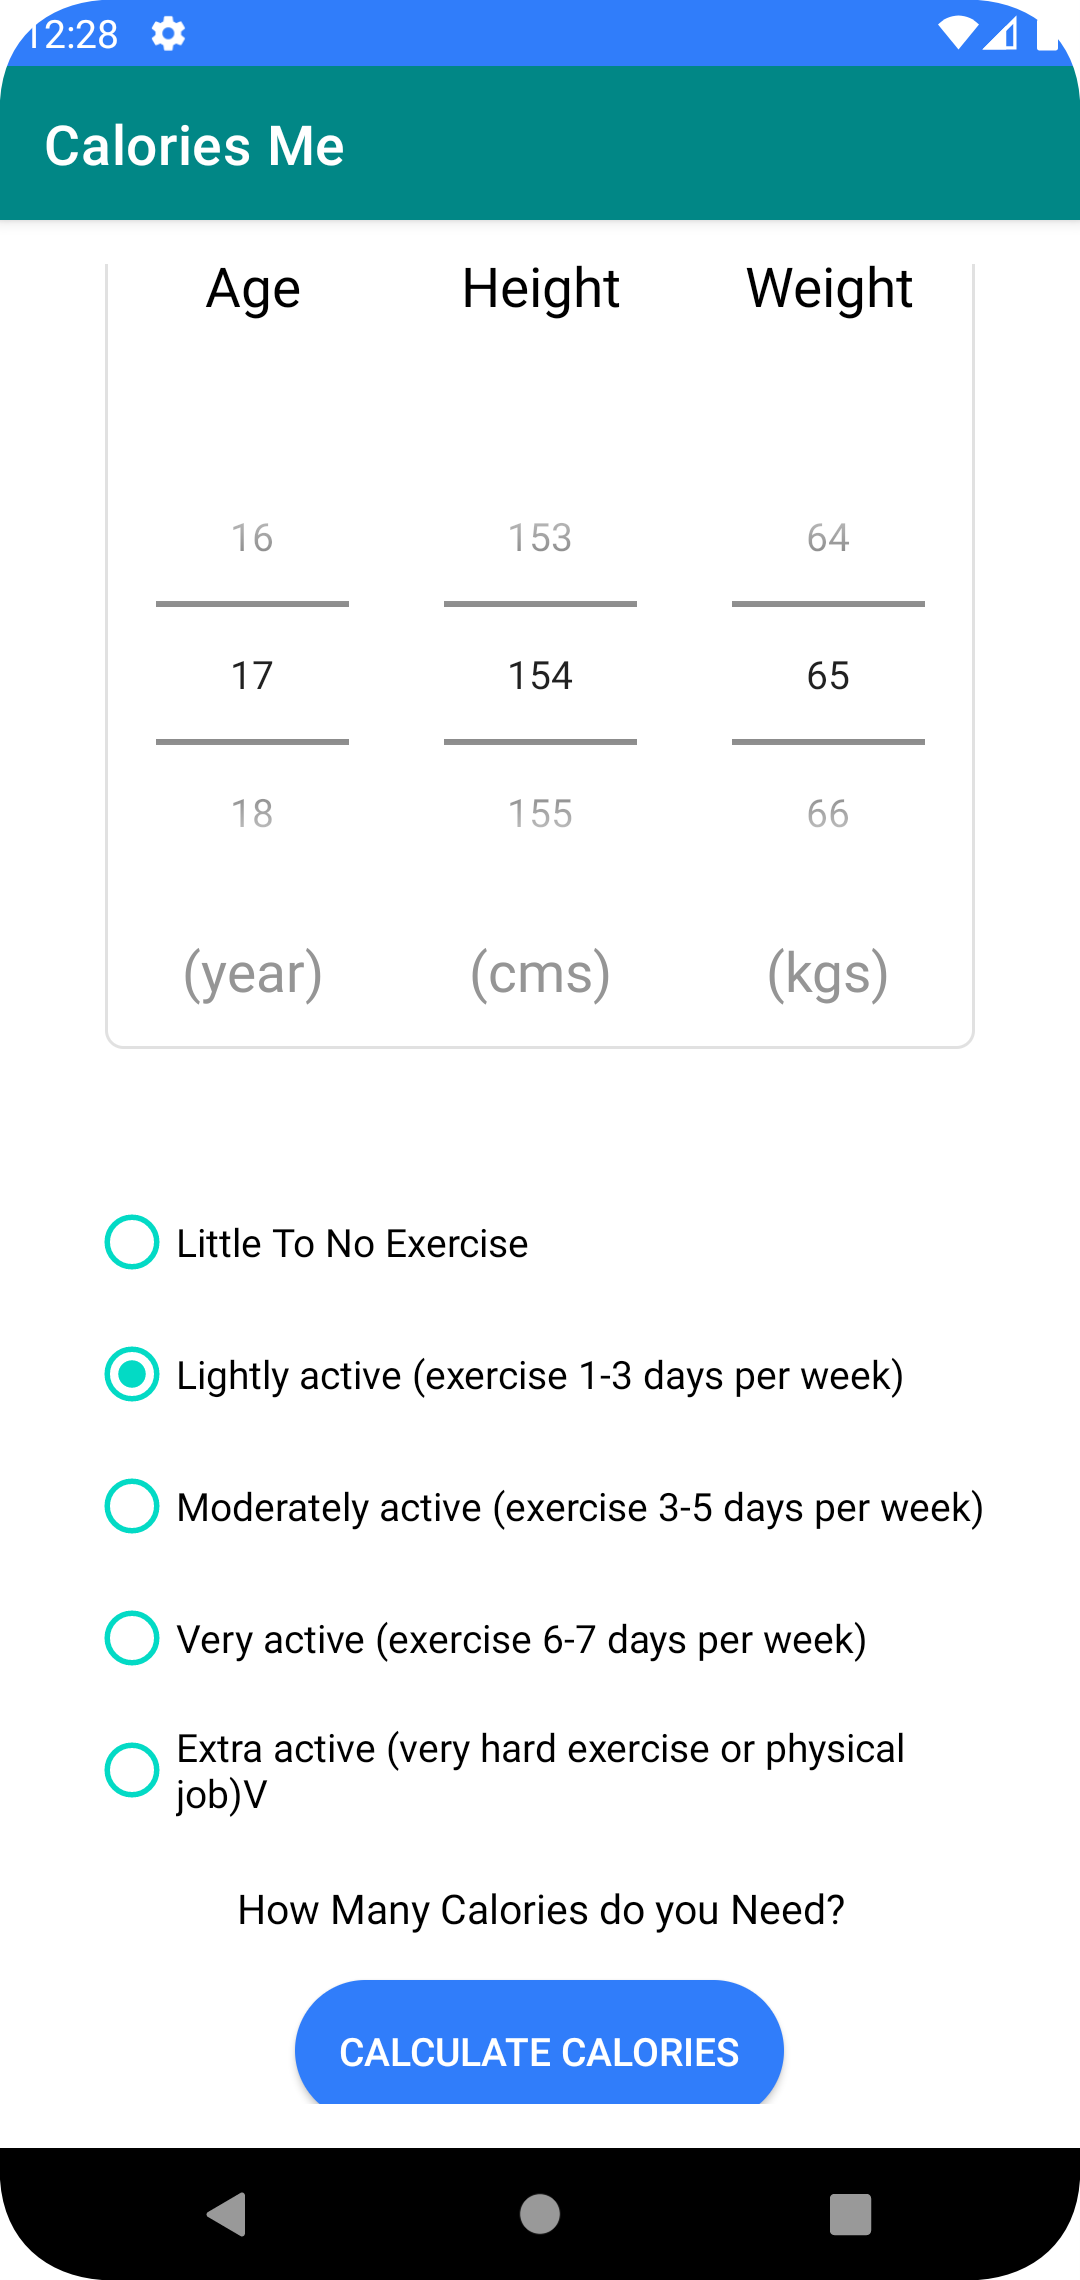 12:28
Calories Me
Age Height Weight
16 153 64
17 154 65
18 155 66
(year) (cms) (kgs)
Little To No Exercise
Lightly active (exercise 1-3 days per week)
Moderately active (exercise 3-5 days per week)
Very active (exercise 6-7 days per week)
Extra active (very hard exercise or physical
job)V
How Many Calories do you Need?
CALCULATE CALORIES